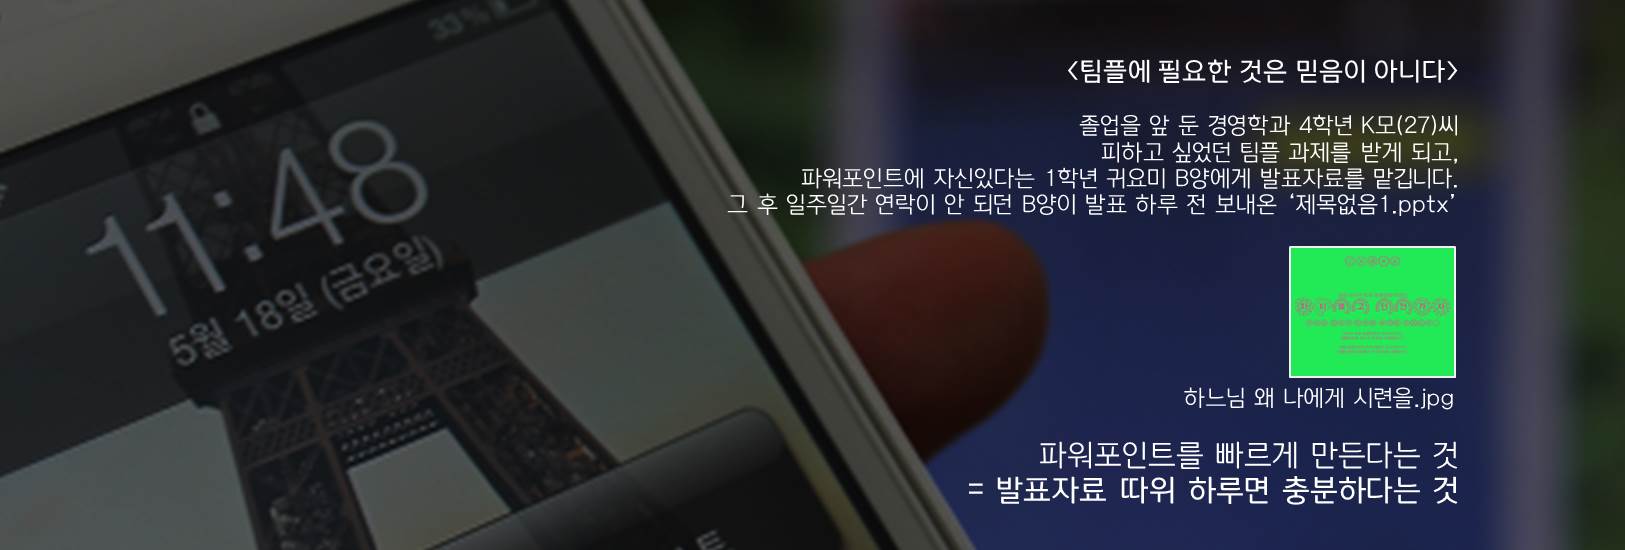 33%
11:48
5월 18일 (금요일)
<팀플에 필요한 것은 믿음이 아니다>
졸업을 앞 둔 경영학과 4학년 K모(27)씨
피하고 싶었던 팀플 과제를 받게 되고,
파워포인트에 자신있다는 1학년 귀요미 B양에게 발표자료를 맡깁니다.
그 후 일주일간 연락이 안 되던 B양이 발표 하루 전 보내온 ‘제목없음1.pptx’
하느님 왜 나에게 시련을.jpg
파워포인트를 빠르게 만든다는 것
= 발표자료 따위 하루면 충분하다는 것